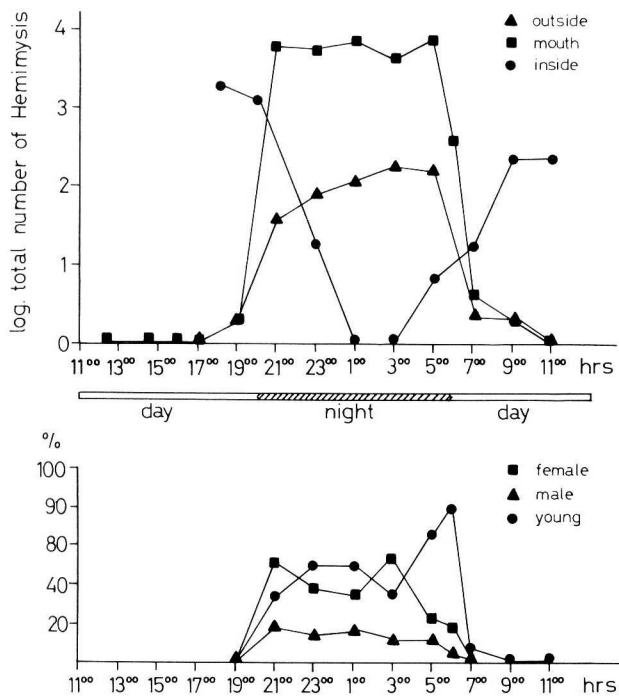 log. total number of Hemimysis
4
3
2
1
0
▲ outside
■ mouth
● inside
11⁰⁰ 13⁰⁰ 15⁰⁰ 17⁰⁰ 19⁰⁰ 21⁰⁰ 23⁰⁰ 1⁰⁰ 3⁰⁰ 5⁰⁰ 7⁰⁰ 9⁰⁰ 11⁰⁰ hrs
day night day
%
100
90
80
40
20
■ female
▲ male
● young
11⁰⁰ 13⁰⁰ 15⁰⁰ 17⁰⁰ 19⁰⁰ 21⁰⁰ 23⁰⁰ 1⁰⁰ 3⁰⁰ 5⁰⁰ 7⁰⁰ 9⁰⁰ 11⁰⁰ hrs